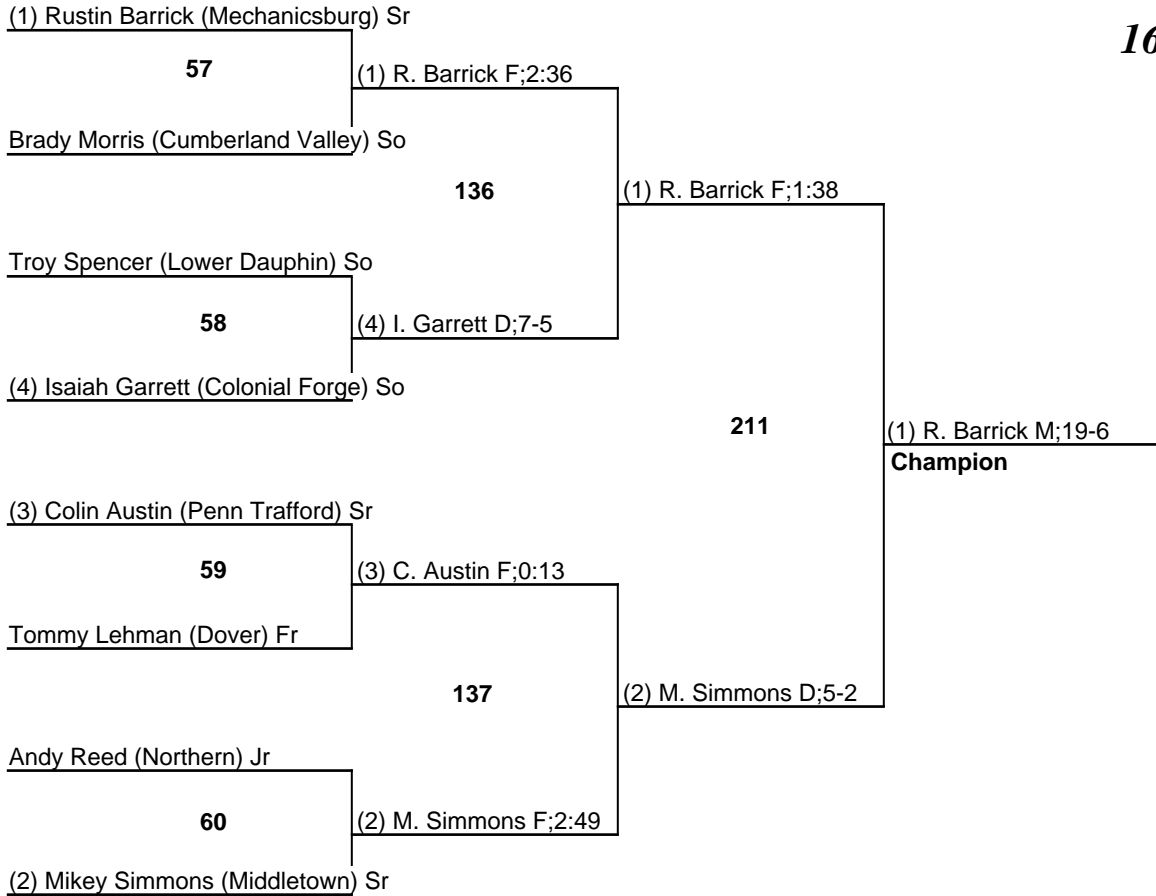 (1) Rustin Barrick (Mechanicsburg) Sr
16
57
(1) R. Barrick F;2:36
Brady Morris (Cumberland Valley) So
136
(1) R. Barrick F;1:38
Troy Spencer (Lower Dauphin) So
58
(4) I. Garrett D;7-5
(4) Isaiah Garrett (Colonial Forge) So
211
(1) R. Barrick M;19-6
Champion
(3) Colin Austin (Penn Trafford) Sr
59
(3) C. Austin F;0:13
Tommy Lehman (Dover) Fr
137
(2) M. Simmons D;5-2
Andy Reed (Northern) Jr
60
(2) M. Simmons F;2:49
(2) Mikey Simmons (Middletown) Sr